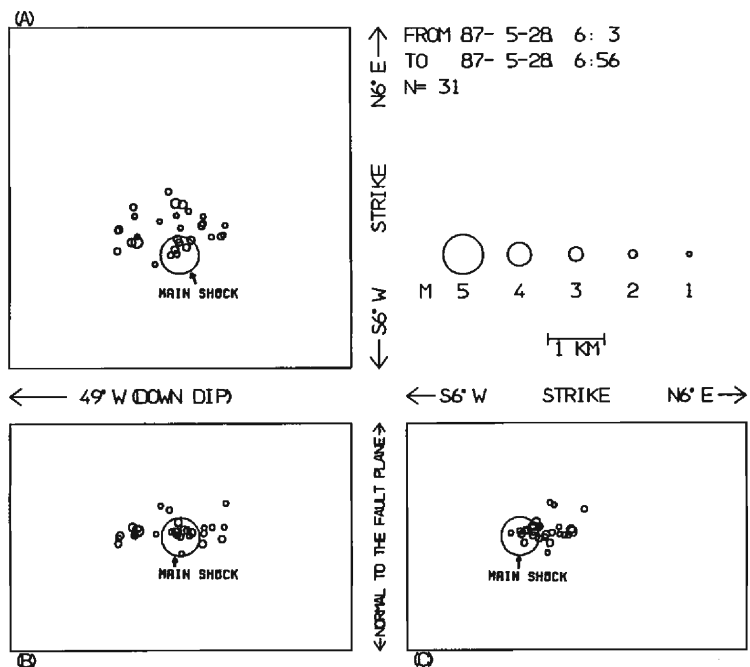 (A)
FROM 87- 5-28. 6: 3
TO 87- 5-28. 6:56
N= 31
N6° E
STRIKE
S6° W
MAIN SHOCK
M 5 4 3 2 1
1 KM
49° W (DOWN DIP)
S6° W STRIKE N6° E
NORMAL TO THE FAULT PLANE
MAIN SHOCK
MAIN SHOCK
(B)
(C)